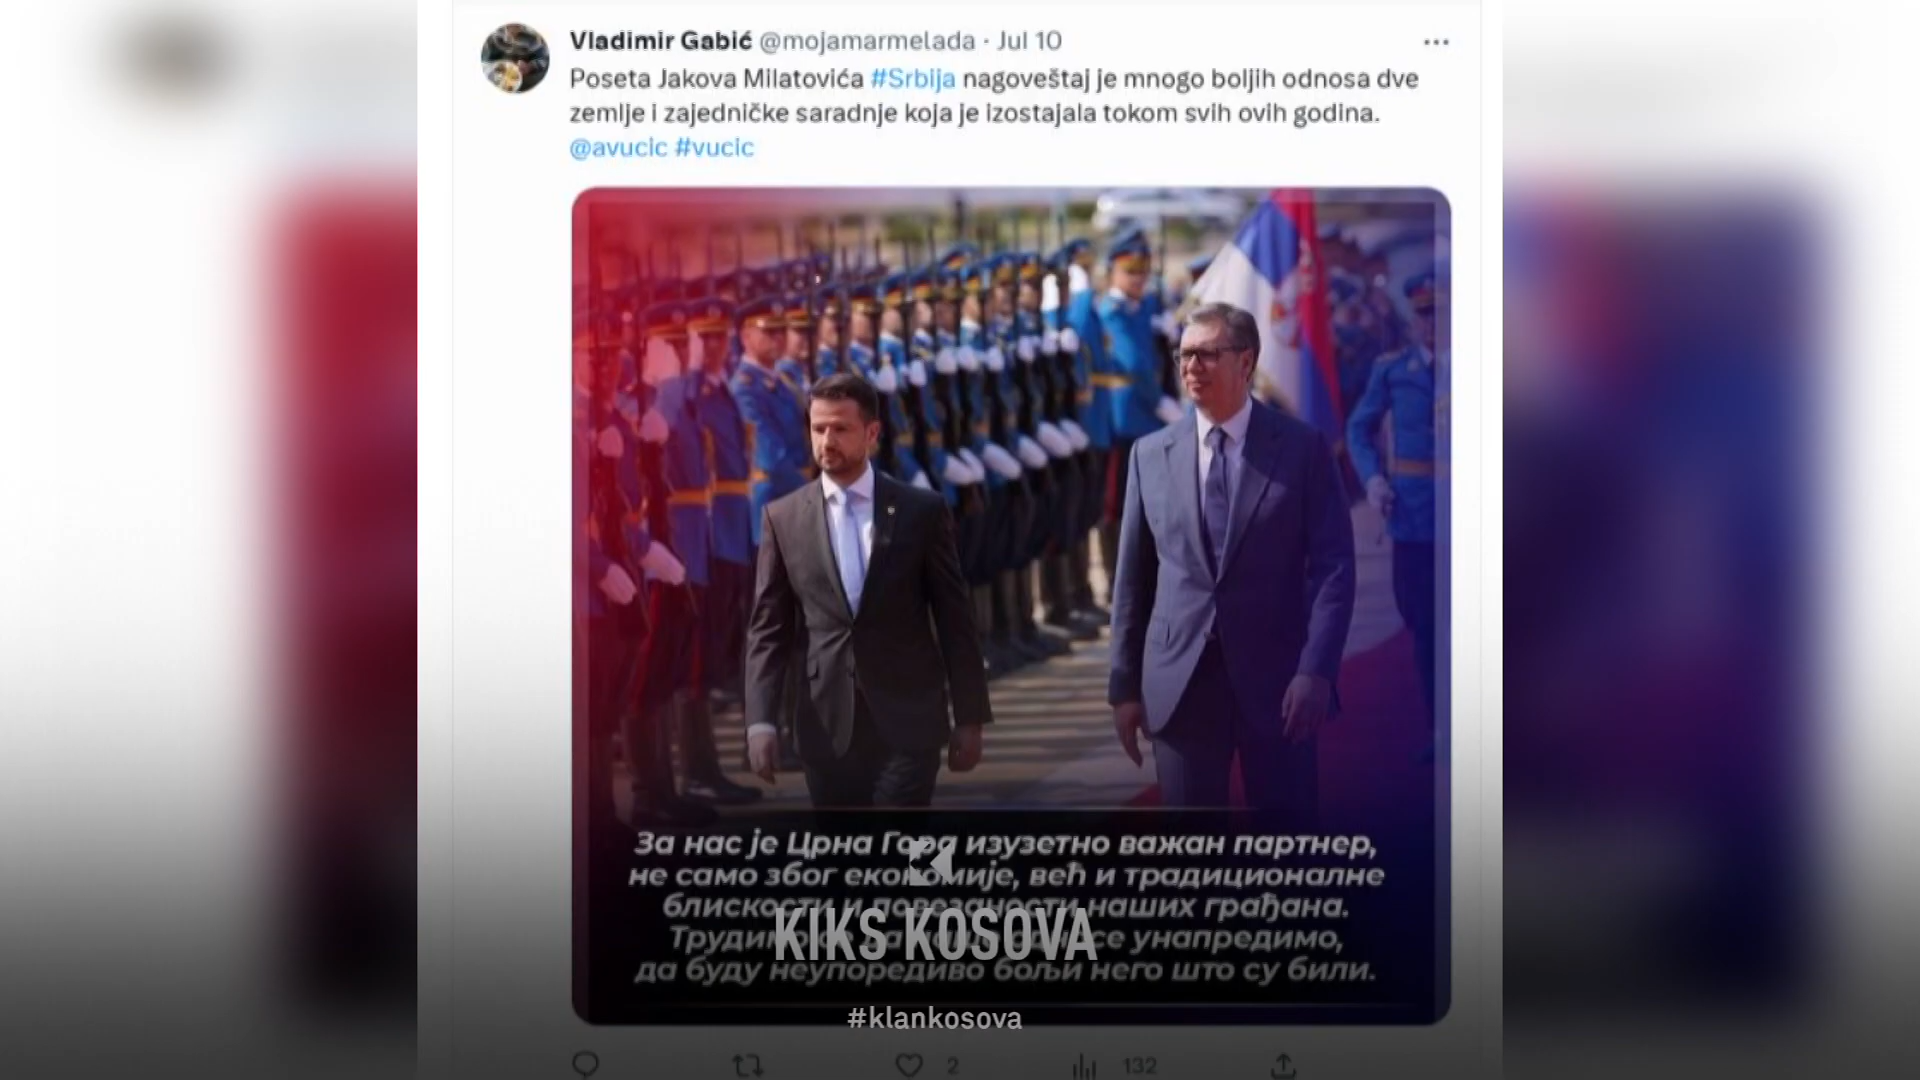 Vladimir Gabić @mojamarmelada · Jul 10
Poseta Jakova Milatovića #Srbija nagoveštaj je mnogo boljih odnosa dve
zemlje i zajedničke saradnje koja je izostajala tokom svih ovih godina.
@avucic #vucic
За нас је Црна Гора изузетно важан партнер,
не само због економије, већ и традиционалне
блискости и повезаности наших грађана.
Трудимо се унапредимо,
да буду неупоредиво бољи него што су били.
KIKS KOSOVA
#klankosova
2 132